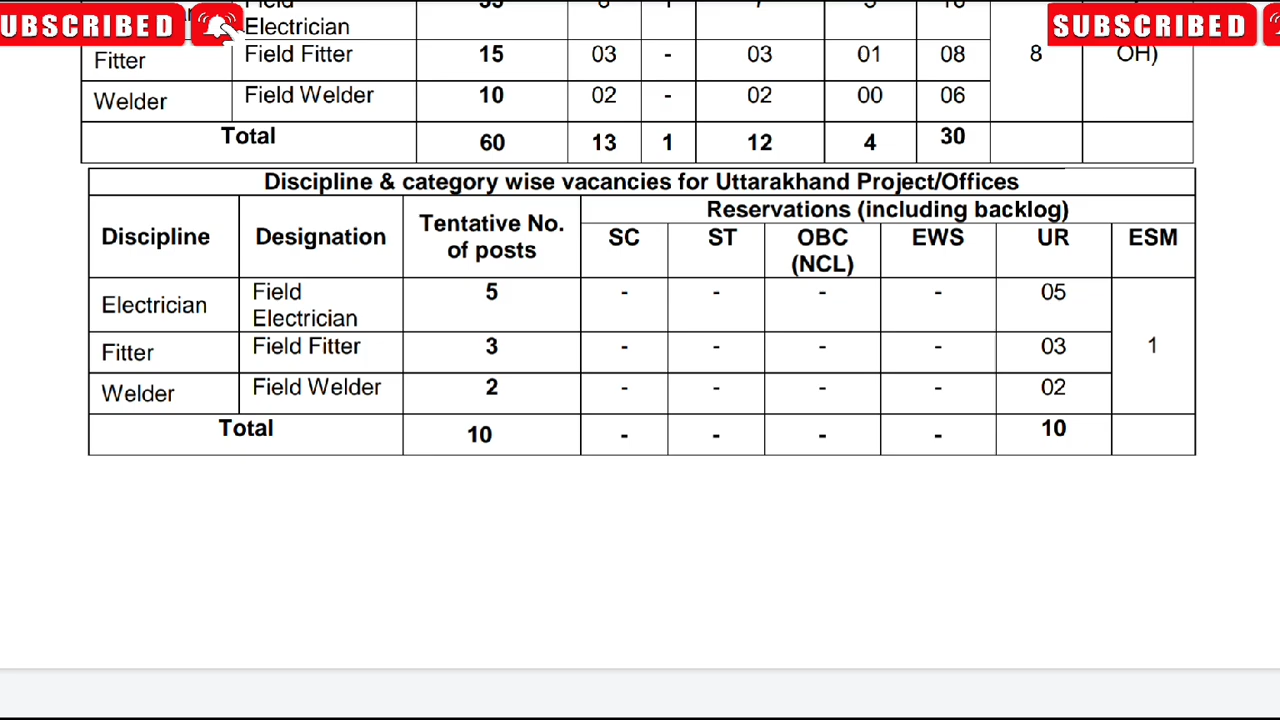 SUBSCRIBED SUBSCRIBED
Electrician
Fitter Field Fitter 15 03 - 03 01 08 8 OH)
Welder Field Welder 10 02 - 02 00 06
Total 60 13 1 12 4 30
Discipline & category wise vacancies for Uttarakhand Project/Offices
Discipline Designation Tentative No. of posts Reservations (including backlog)
SC ST OBC (NCL) EWS UR ESM
Electrician Field Electrician 5 - - - - 05 1
Fitter Field Fitter 3 - - - - 03
Welder Field Welder 2 - - - - 02
Total 10 - - - - 10